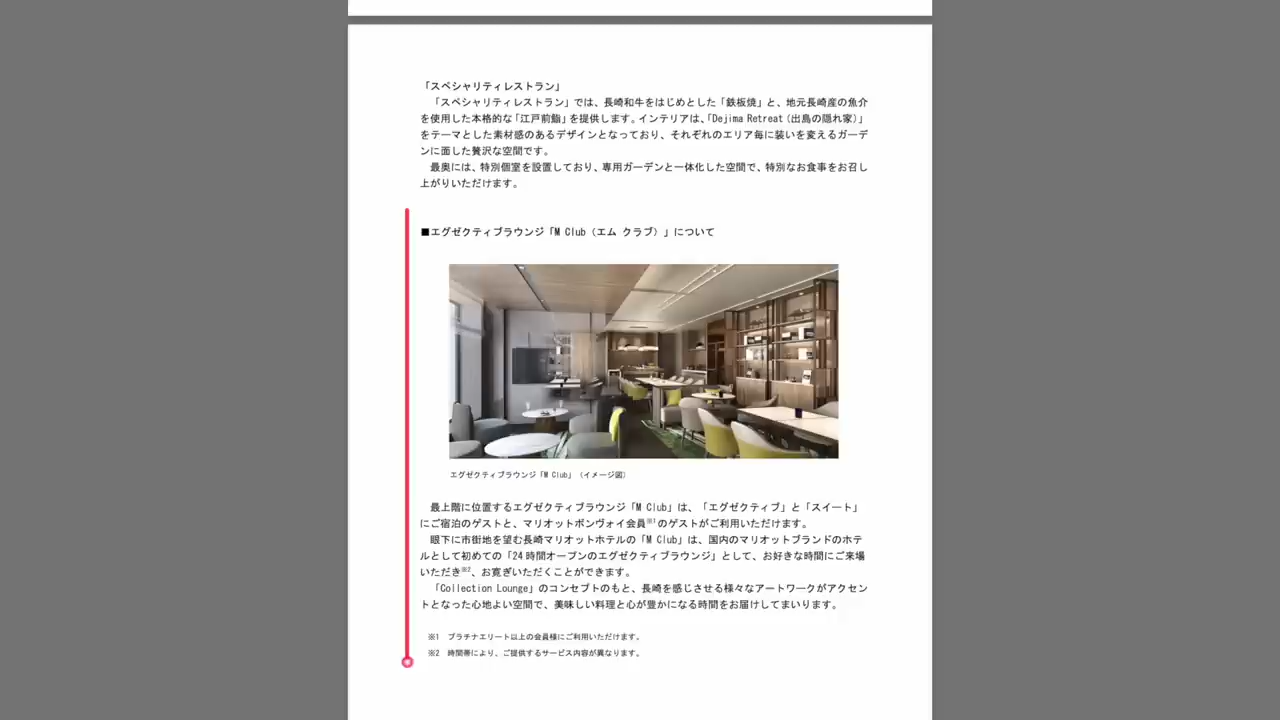 「スペシャリティレストラン」
「スペシャリティレストラン」では、長崎和牛をはじめとした「鉄板焼」と、地元長崎産の魚介
を使用した本格的な「江戸前鮨」を提供します。インテリアは、「Dejima Retreat（出島の隠れ家）」
をテーマとした素材感のあるデザインとなっており、それぞれのエリア毎に装いを変えるガーデ
ンに面した贅沢な空間です。
最奥には、特別個室を設置しており、専用ガーデンと一体化した空間で、特別なお食事をお召し
上がりいただけます。
■エグゼクティブラウンジ「M Club（エム クラブ）」について
エグゼクティブラウンジ「M Club」（イメージ図）
最上階に位置するエグゼクティブラウンジ「M Club」は、「エグゼクティブ」と「スイート」
にご宿泊のゲストと、マリオットボンヴォイ会員※1のゲストがご利用いただけます。
眼下に市街地を望む長崎マリオットホテルの「M Club」は、国内のマリオットブランドのホテ
ルとして初めての「24時間オープンのエグゼクティブラウンジ」として、お好きな時間にご来場
いただき※2、お寛ぎいただくことができます。
「Collection Lounge」のコンセプトのもと、長崎を感じさせる様々なアートワークがアクセン
トとなった心地よい空間で、美味しい料理と心が豊かになる時間をお届けしてまいります。
※1 プラチナエリート以上の会員様にご利用いただけます。
※2 時間帯により、ご提供するサービス内容が異なります。